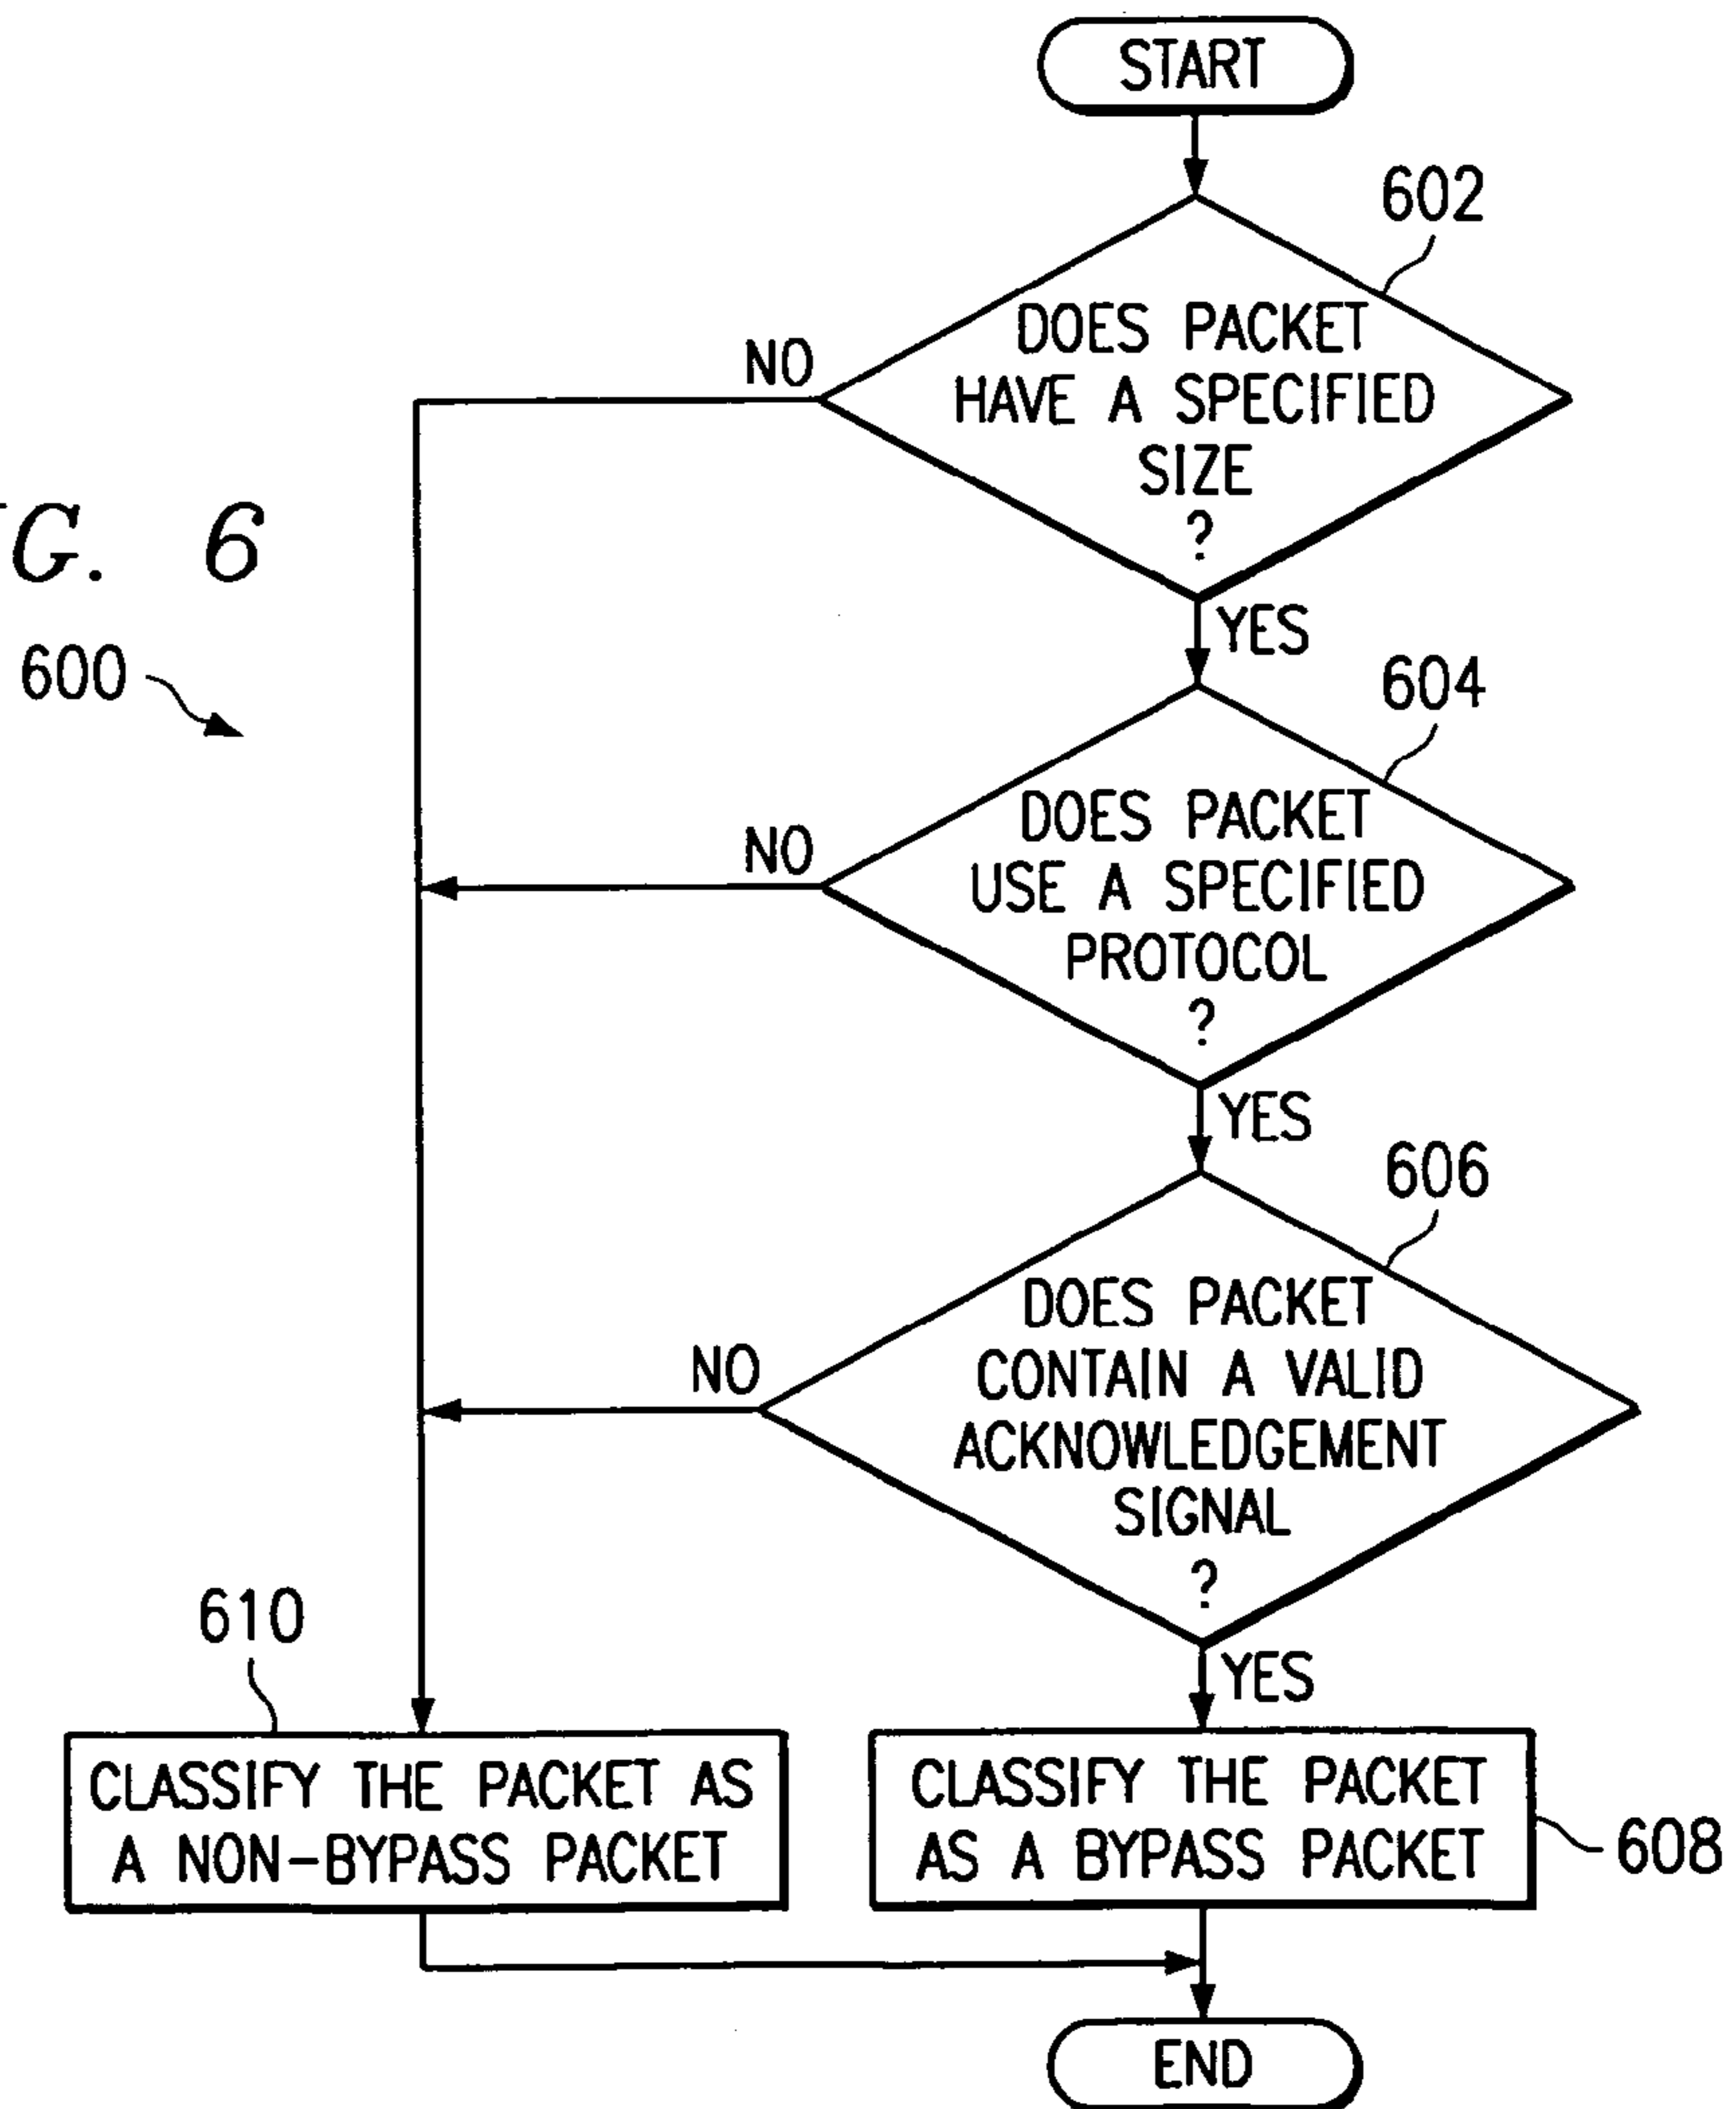 START
602
DOES PACKET
HAVE A SPECIFIED
SIZE
?
NO
YES
G. 6
600
604
DOES PACKET
USE A SPECIFIED
PROTOCOL
?
NO
YES
606
DOES PACKET
CONTAIN A VALID
ACKNOWLEDGEMENT
SIGNAL
?
NO
YES
610
CLASSIFY THE PACKET AS
A NON-BYPASS PACKET
CLASSIFY THE PACKET
AS A BYPASS PACKET
608
END